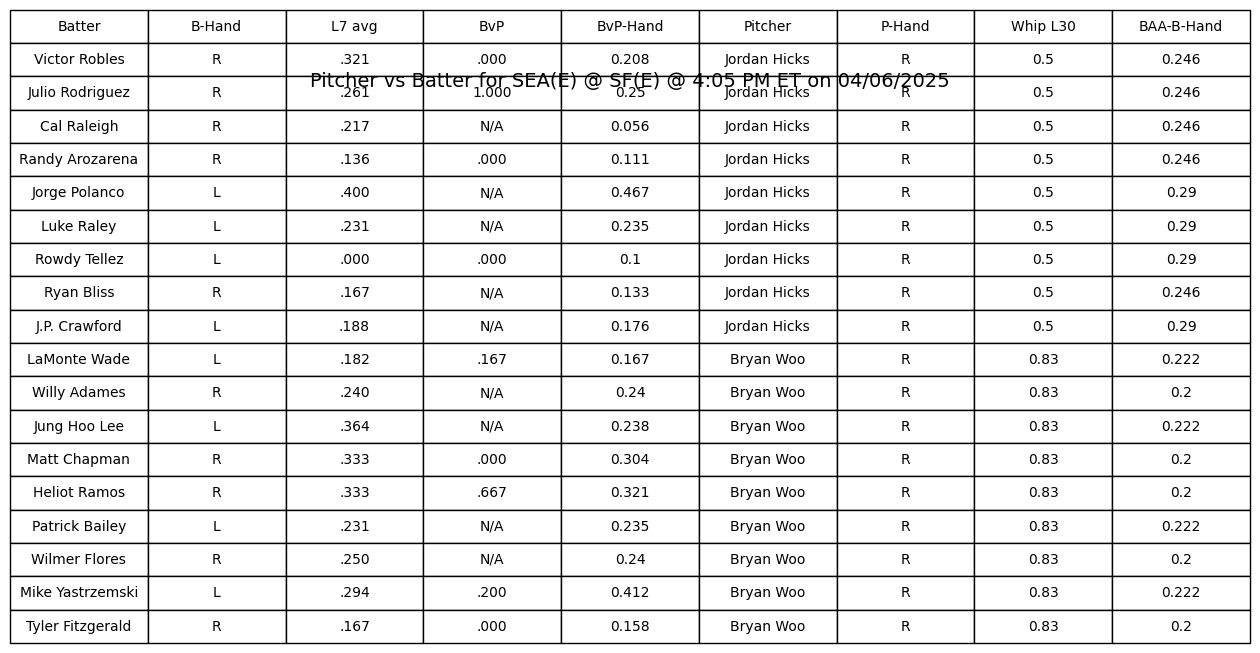 Batter B-Hand L7 avg BvP BvP-Hand Pitcher P-Hand Whip L30 BAA-B-Hand
Victor Robles R .321 .000 0.208 Jordan Hicks R 0.5 0.246
Pitcher vs Batter for SEA(E) @ SF(E) @ 4:05 PM ET on 04/06/2025
Julio Rodriguez R .261 1.000 0.25 Jordan Hicks R 0.5 0.246
Cal Raleigh R .217 N/A 0.056 Jordan Hicks R 0.5 0.246
Randy Arozarena R .136 .000 0.111 Jordan Hicks R 0.5 0.246
Jorge Polanco L .400 N/A 0.467 Jordan Hicks R 0.5 0.29
Luke Raley L .231 N/A 0.235 Jordan Hicks R 0.5 0.29
Rowdy Tellez L .000 .000 0.1 Jordan Hicks R 0.5 0.29
Ryan Bliss R .167 N/A 0.133 Jordan Hicks R 0.5 0.246
J.P. Crawford L .188 N/A 0.176 Jordan Hicks R 0.5 0.29
LaMonte Wade L .182 .167 0.167 Bryan Woo R 0.83 0.222
Willy Adames R .240 N/A 0.24 Bryan Woo R 0.83 0.2
Jung Hoo Lee L .364 N/A 0.238 Bryan Woo R 0.83 0.222
Matt Chapman R .333 .000 0.304 Bryan Woo R 0.83 0.2
Heliot Ramos R .333 .667 0.321 Bryan Woo R 0.83 0.2
Patrick Bailey L .231 N/A 0.235 Bryan Woo R 0.83 0.222
Wilmer Flores R .250 N/A 0.24 Bryan Woo R 0.83 0.2
Mike Yastrzemski L .294 .200 0.412 Bryan Woo R 0.83 0.222
Tyler Fitzgerald R .167 .000 0.158 Bryan Woo R 0.83 0.2